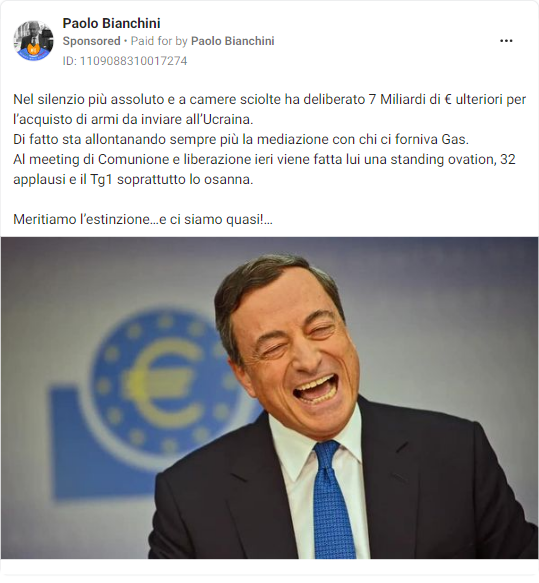 Paolo Bianchini
Sponsored • Paid for by Paolo Bianchini
ID: 1109088310017274
Nel silenzio più assoluto e a camere sciolte ha deliberato 7 Miliardi di € ulteriori per
l’acquisto di armi da inviare all’Ucraina.
Di fatto sta allontanando sempre più la mediazione con chi ci forniva Gas.
Al meeting di Comunione e liberazione ieri viene fatta lui una standing ovation, 32
applausi e il Tg1 soprattutto lo osanna.
Meritiamo l’estinzione…e ci siamo quasi!…